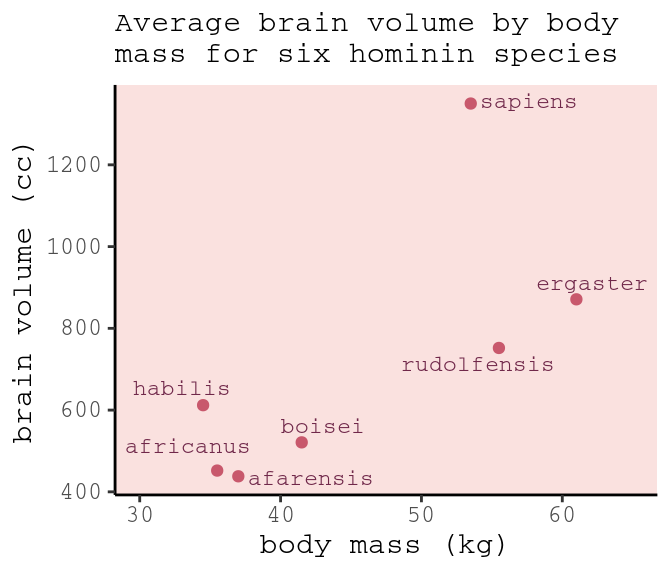 Average brain volume by body
mass for six hominin species
brain volume (cc)
1200
1000
800
600
400
sapiens
ergaster
rudolfensis
habilis
boisei
africanus
afarensis
30 40 50 60
body mass (kg)